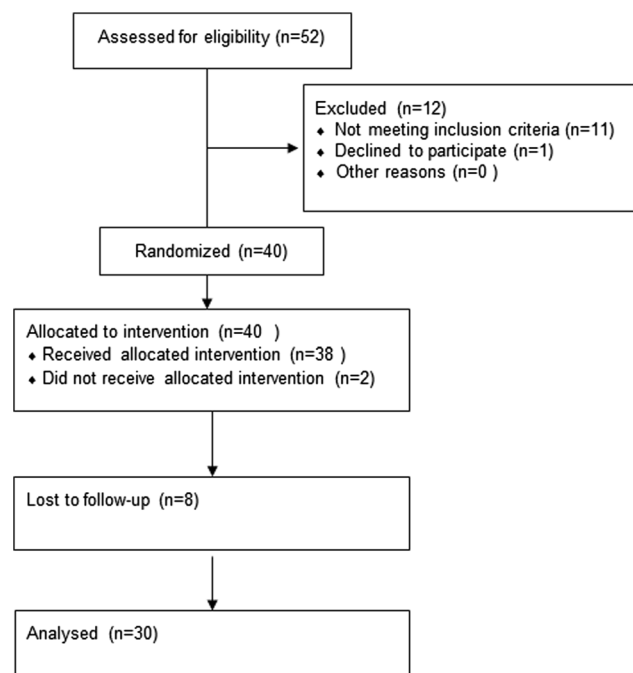 Assessed for eligibility (n=52)
Excluded (n=12)
♦ Not meeting inclusion criteria (n=11)
♦ Declined to participate (n=1)
♦ Other reasons (n=0 )
Randomized (n=40)
Allocated to intervention (n=40 )
♦ Received allocated intervention (n=38 )
♦ Did not receive allocated intervention (n=2)
Lost to follow-up (n=8)
Analysed (n=30)